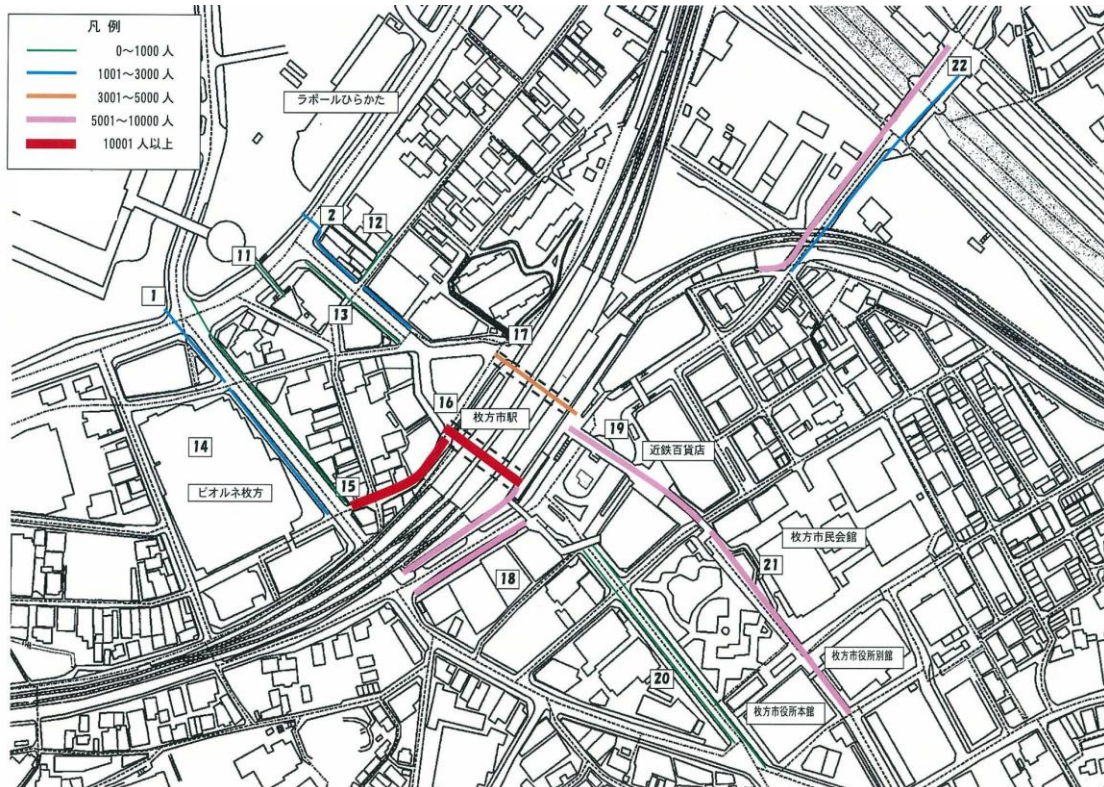 凡例
0～1000 人
1001～3000 人
3001～5000 人
5001～10000 人
10001 人以上
22
ラポールひらかた
2
12
11
1
13
17
16
枚方市駅
19
近鉄百貨店
14
15
ビオルネ枚方
枚方市民会館
21
18
枚方市役所別館
20
枚方市役所本館